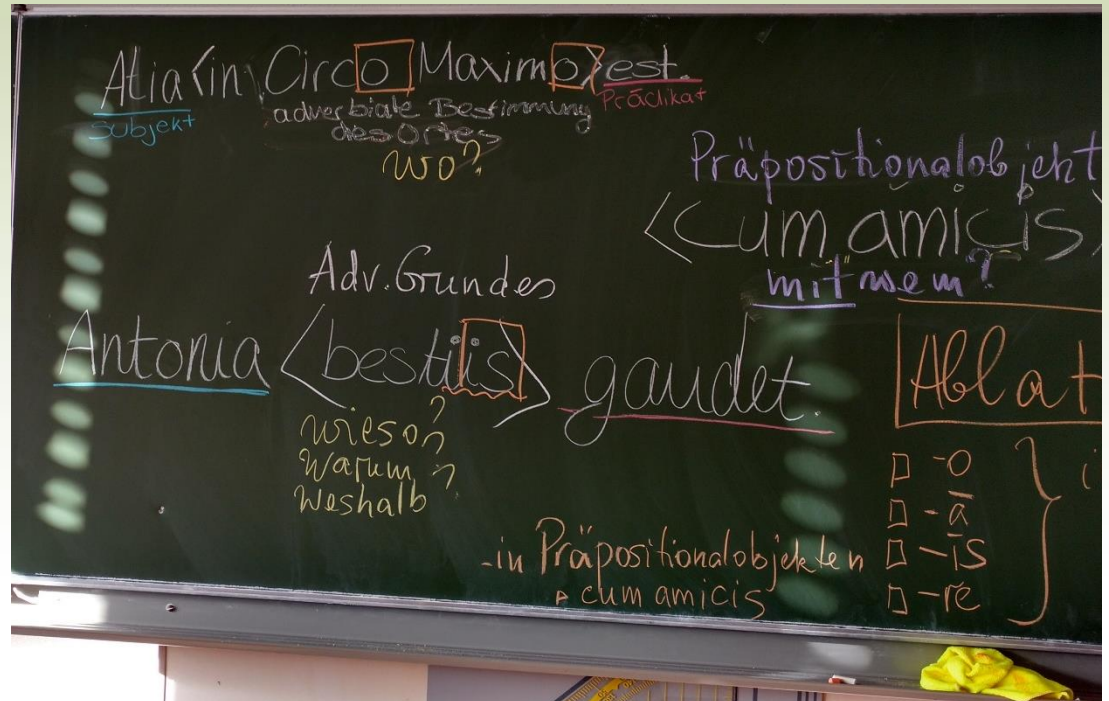 Atia <in Circo Maximo> est.
Subjekt
adverbiale Bestimmung
des Ortes
Prädikat
wo?
Präpositionalobjekt
<cum amicis>
mit wem?
Adv. Grundes
Antonia <bestiis> gaudet.
wieso?
Warum?
Weshalb?
Ablat
-o
-ā
-īs
-re
-in Präpositionalobjekten
cum amicis